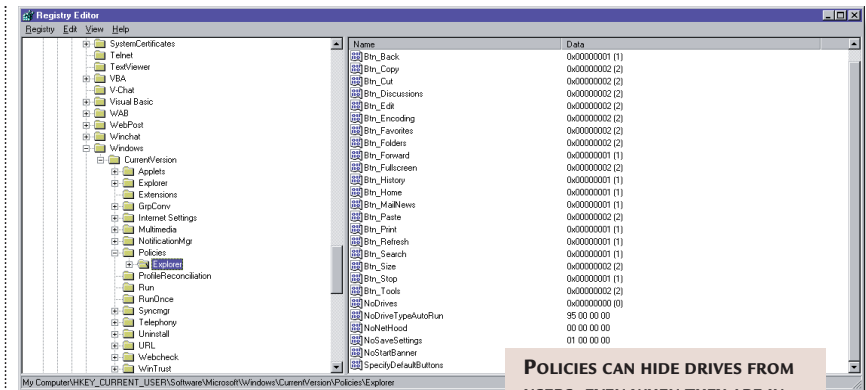 Registry Editor
Registry Edit View Help
SystemCertificates
Telnet
TextViewer
VBA
V-Chat
Visual Basic
WAB
WebPost
Winchat
Windows
CurrentVersion
Applets
Explorer
Extensions
GrpConv
Internet Settings
Multimedia
NotificationMgr
Policies
Explorer
ProfileReconciliation
Run
RunOnce
Syncmgr
Telephony
Uninstall
URL
Webcheck
WinTrust
Name Data
Btn_Back 0x00000001 (1)
Btn_Copy 0x00000002 (2)
Btn_Cut 0x00000002 (2)
Btn_Discussions 0x00000002 (2)
Btn_Edit 0x00000002 (2)
Btn_Encoding 0x00000002 (2)
Btn_Favorites 0x00000002 (2)
Btn_Folders 0x00000002 (2)
Btn_Forward 0x00000001 (1)
Btn_Fullscreen 0x00000002 (2)
Btn_History 0x00000001 (1)
Btn_Home 0x00000001 (1)
Btn_MailNews 0x00000001 (1)
Btn_Paste 0x00000002 (2)
Btn_Print 0x00000001 (1)
Btn_Refresh 0x00000001 (1)
Btn_Search 0x00000001 (1)
Btn_Size 0x00000002 (2)
Btn_Stop 0x00000001 (1)
Btn_Tools 0x00000002 (2)
NoDrives 0x00000000 (0)
NoDriveTypeAutoRun 95 00 00 00
NoNetHood 00 00 00 00
NoSaveSettings 01 00 00 00
NoStartBanner
SpecifyDefaultButtons
My Computer\HKEY_CURRENT_USER\Software\Microsoft\Windows\CurrentVersion\Policies\Explorer
POLICIES CAN HIDE DRIVES FROM